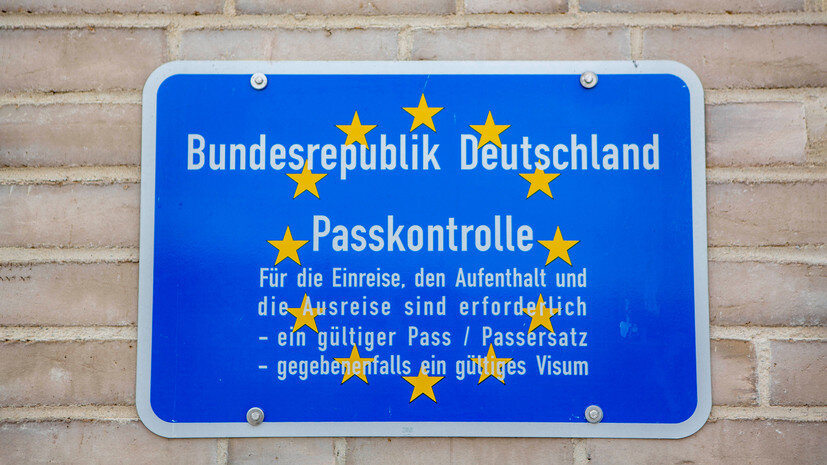 Bundesrepublik Deutschland
Passkontrolle
Für die Einreise, den Aufenthalt und
die Ausreise sind erforderlich
- ein gültiger Pass / Passersatz
- gegebenenfalls ein gültiges Visum